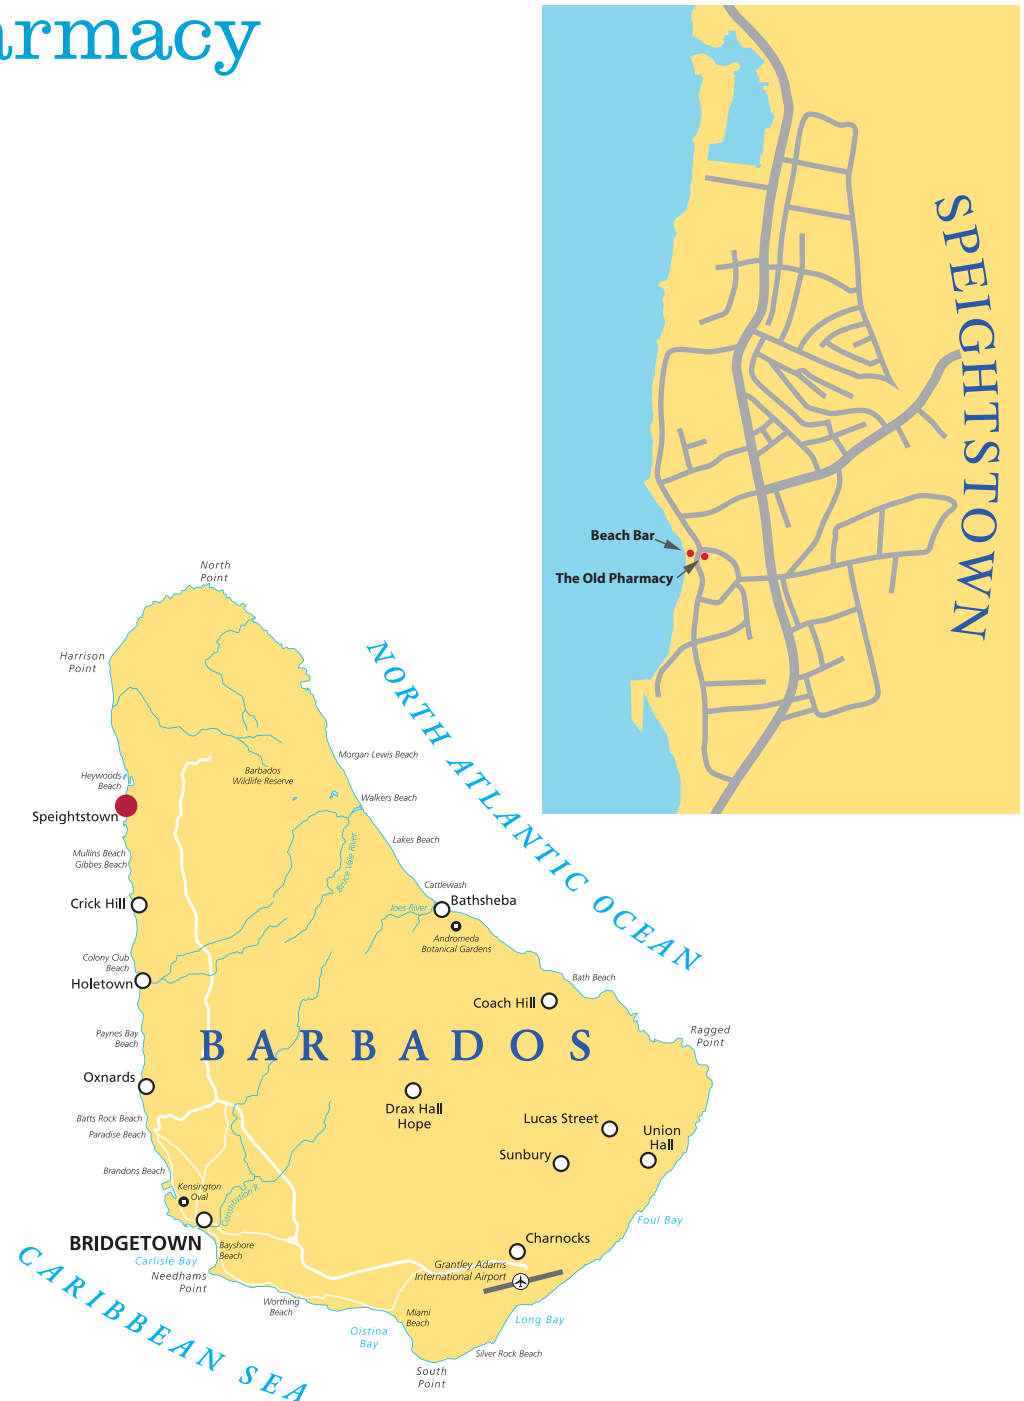 armacy
SPEIGHTSTOWN
Beach Bar
The Old Pharmacy
North
Point
Harrison
Point
NORTH ATLANTIC OCEAN
Morgan Lewis Beach
Barbados
Wildlife Reserve
Heywoods
Beach
Walkers Beach
Speightstown
Lakes Beach
Bruce Vale River
Mullins Beach
Gibbes Beach
Cattlewash
Crick Hill
Joes River
Bathsheba
Andromeda
Botanical Gardens
Colony Club
Beach
Holetown
Bath Beach
Coach Hill
Paynes Bay
Beach
BARBADOS
Ragged
Point
Oxnards
Drax Hall
Hope
Batts Rock Beach
Paradise Beach
Lucas Street
Union
Hall
Sunbury
Brandons Beach
Kensington
Oval
Constitution R.
Foul Bay
BRIDGETOWN
Bayshore
Beach
Charnocks
Carlisle Bay
Needhams
Point
Grantley Adams
International Airport
CARIBBEAN SEA
Worthing
Beach
Miami
Beach
Long Bay
Oistina
Bay
Silver Rock Beach
South
Point